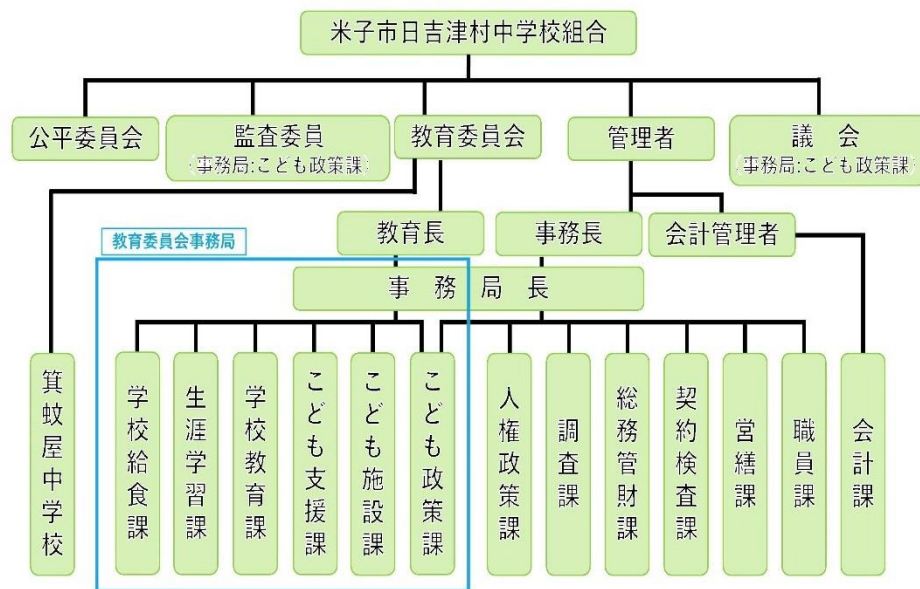 米子市日吉津村中学校組合
公平委員会
監査委員
(事務局:こども政策課)
教育委員会
管理者
議　会
(事務局:こども政策課)
教育委員会事務局
教育長
事務長
会計管理者
事　務　局　長
箕蚊屋中学校
学校給食課
生涯学習課
学校教育課
こども支援課
こども施設課
こども政策課
人権政策課
調査課
総務管財課
契約検査課
営繕課
職員課
会計課